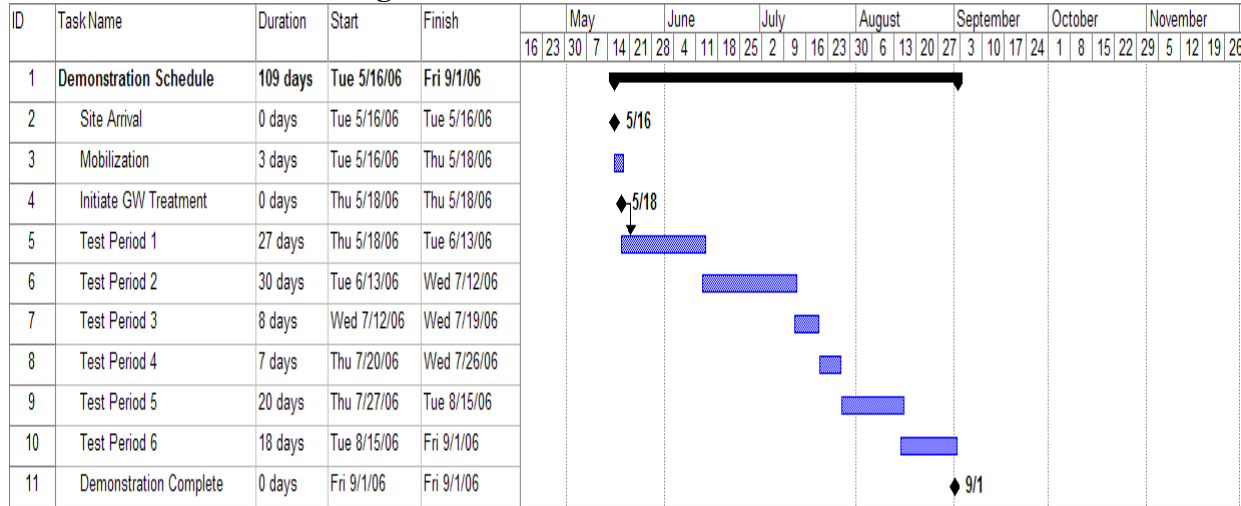 ID Task Name Duration Start Finish May June July August September October November
16 23 30 7 14 21 28 4 11 18 25 2 9 16 23 30 6 13 20 27 3 10 17 24 1 8 15 22 29 5 12 19 26
1 Demonstration Schedule 109 days Tue 5/16/06 Fri 9/1/06
2 Site Arrival 0 days Tue 5/16/06 Tue 5/16/06 5/16
3 Mobilization 3 days Tue 5/16/06 Thu 5/18/06
4 Initiate GW Treatment 0 days Thu 5/18/06 Thu 5/18/06 5/18
5 Test Period 1 27 days Thu 5/18/06 Tue 6/13/06
6 Test Period 2 30 days Tue 6/13/06 Wed 7/12/06
7 Test Period 3 8 days Wed 7/12/06 Wed 7/19/06
8 Test Period 4 7 days Thu 7/20/06 Wed 7/26/06
9 Test Period 5 20 days Thu 7/27/06 Tue 8/15/06
10 Test Period 6 18 days Tue 8/15/06 Fri 9/1/06
11 Demonstration Complete 0 days Fri 9/1/06 Fri 9/1/06 9/1